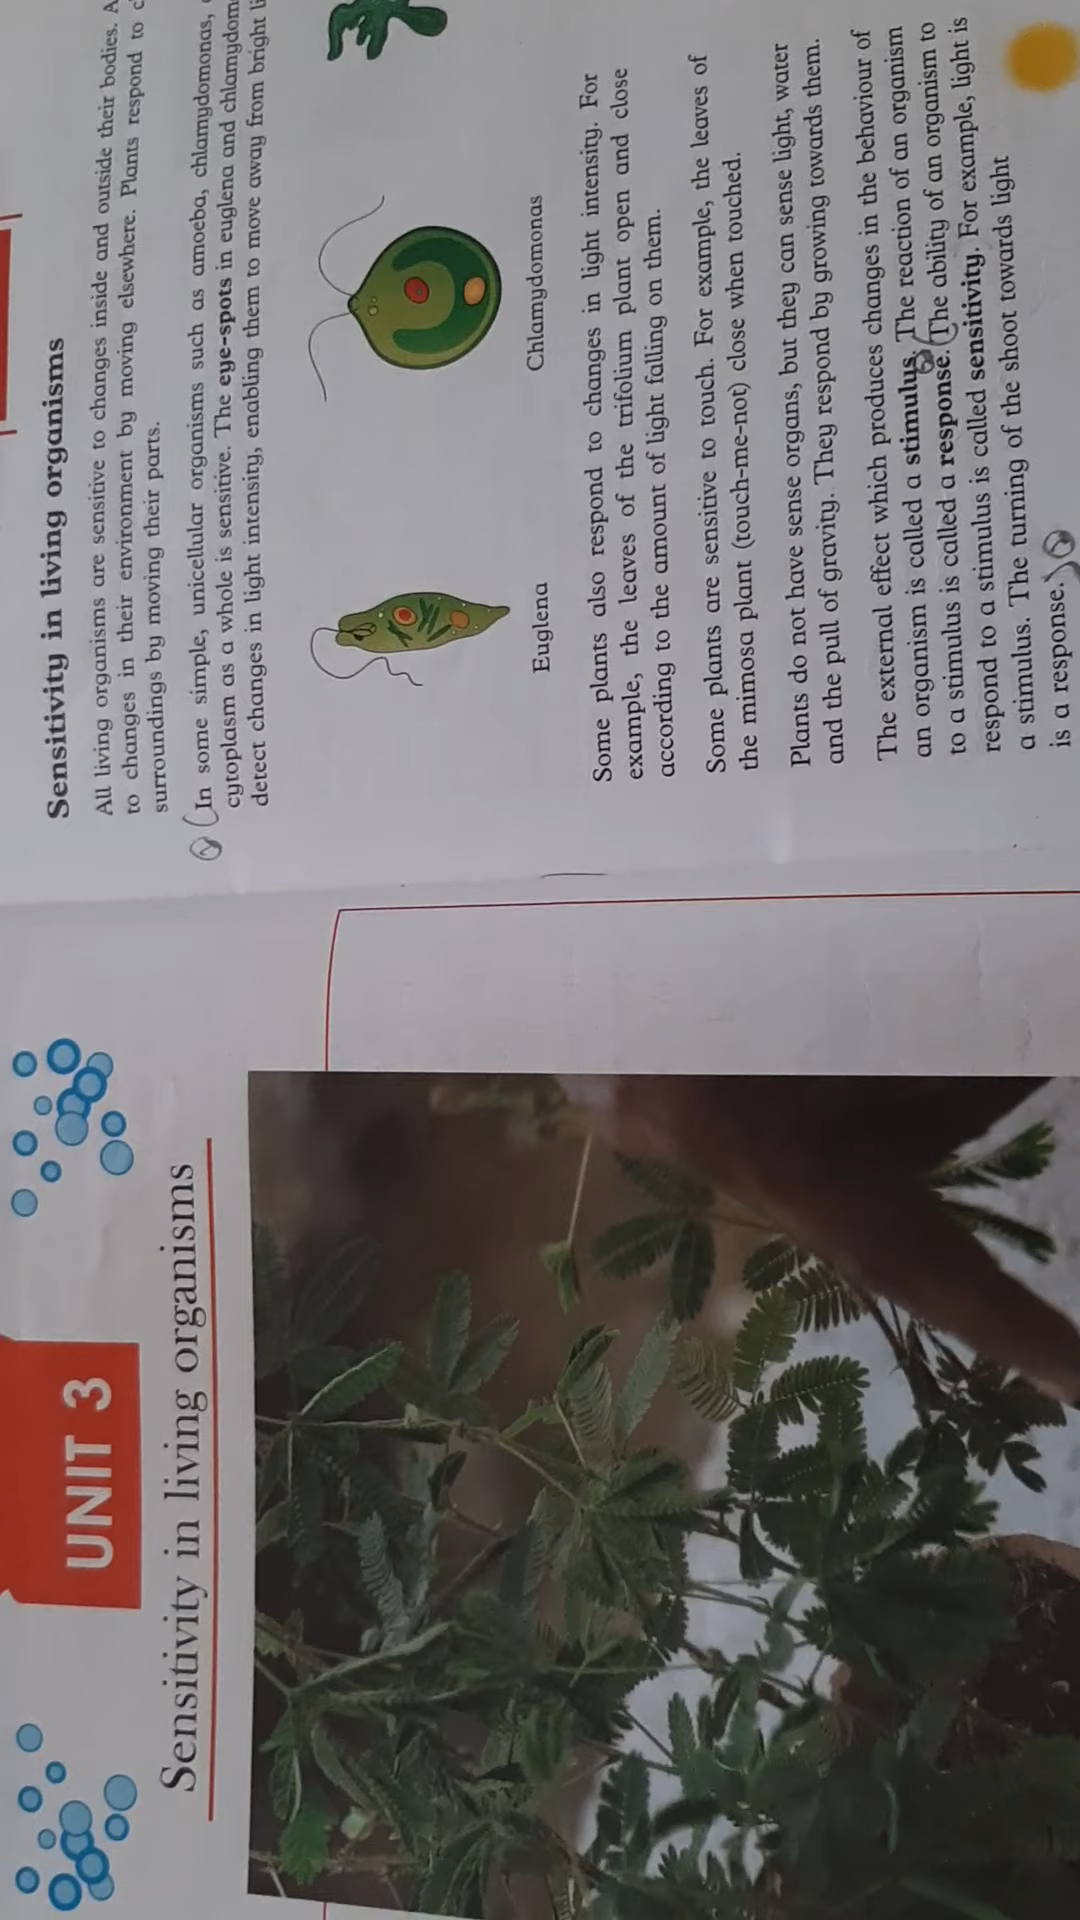 UNIT 3
Sensitivity in living organisms
Sensitivity in living organisms
All living organisms are sensitive to changes inside and outside their bodies.
to changes in their environment by moving elsewhere. Plants respond to
surroundings by moving their parts.
In some simple, unicellular organisms such as amoeba, chlamydomonas,
cytoplasm as a whole is sensitive. The eye-spots in euglena and
detect changes in light intensity, enabling them to move away from bright
Euglena
Chlamydomonas
Some plants also respond to changes in light intensity. For
example, the leaves of the trifolium plant open and close
according to the amount of light falling on them.
Some plants are sensitive to touch. For example, the leaves of
the mimosa plant (touch-me-not) close when touched.
Plants do not have sense organs, but they can sense light, water
and the pull of gravity. They respond by growing towards them.
The external effect which produces changes in the behaviour of
an organism is called a stimulus. The reaction of an organism
to a stimulus is called a response. The ability of an organism to
respond to a stimulus is called sensitivity. For example, light is
a stimulus. The turning of the shoot towards light
is a response.